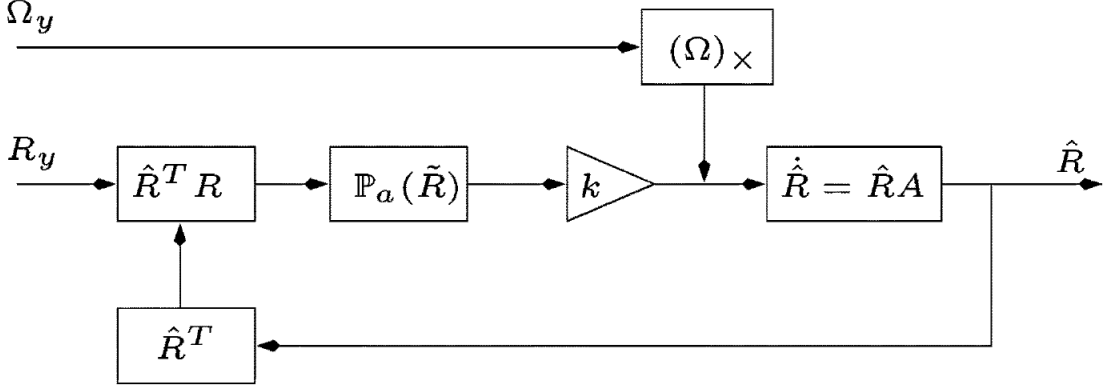 Ω_y
(Ω)_×
R_y
R̂^T R
ℙ_a(R̃)
k
Ṙ̂ = R̂A
R̂
R̂^T